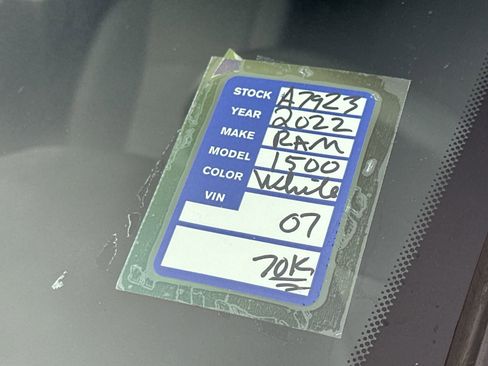 STOCK A7923
YEAR 2022
MAKE RAM
MODEL 1500
COLOR White
VIN
07
70K